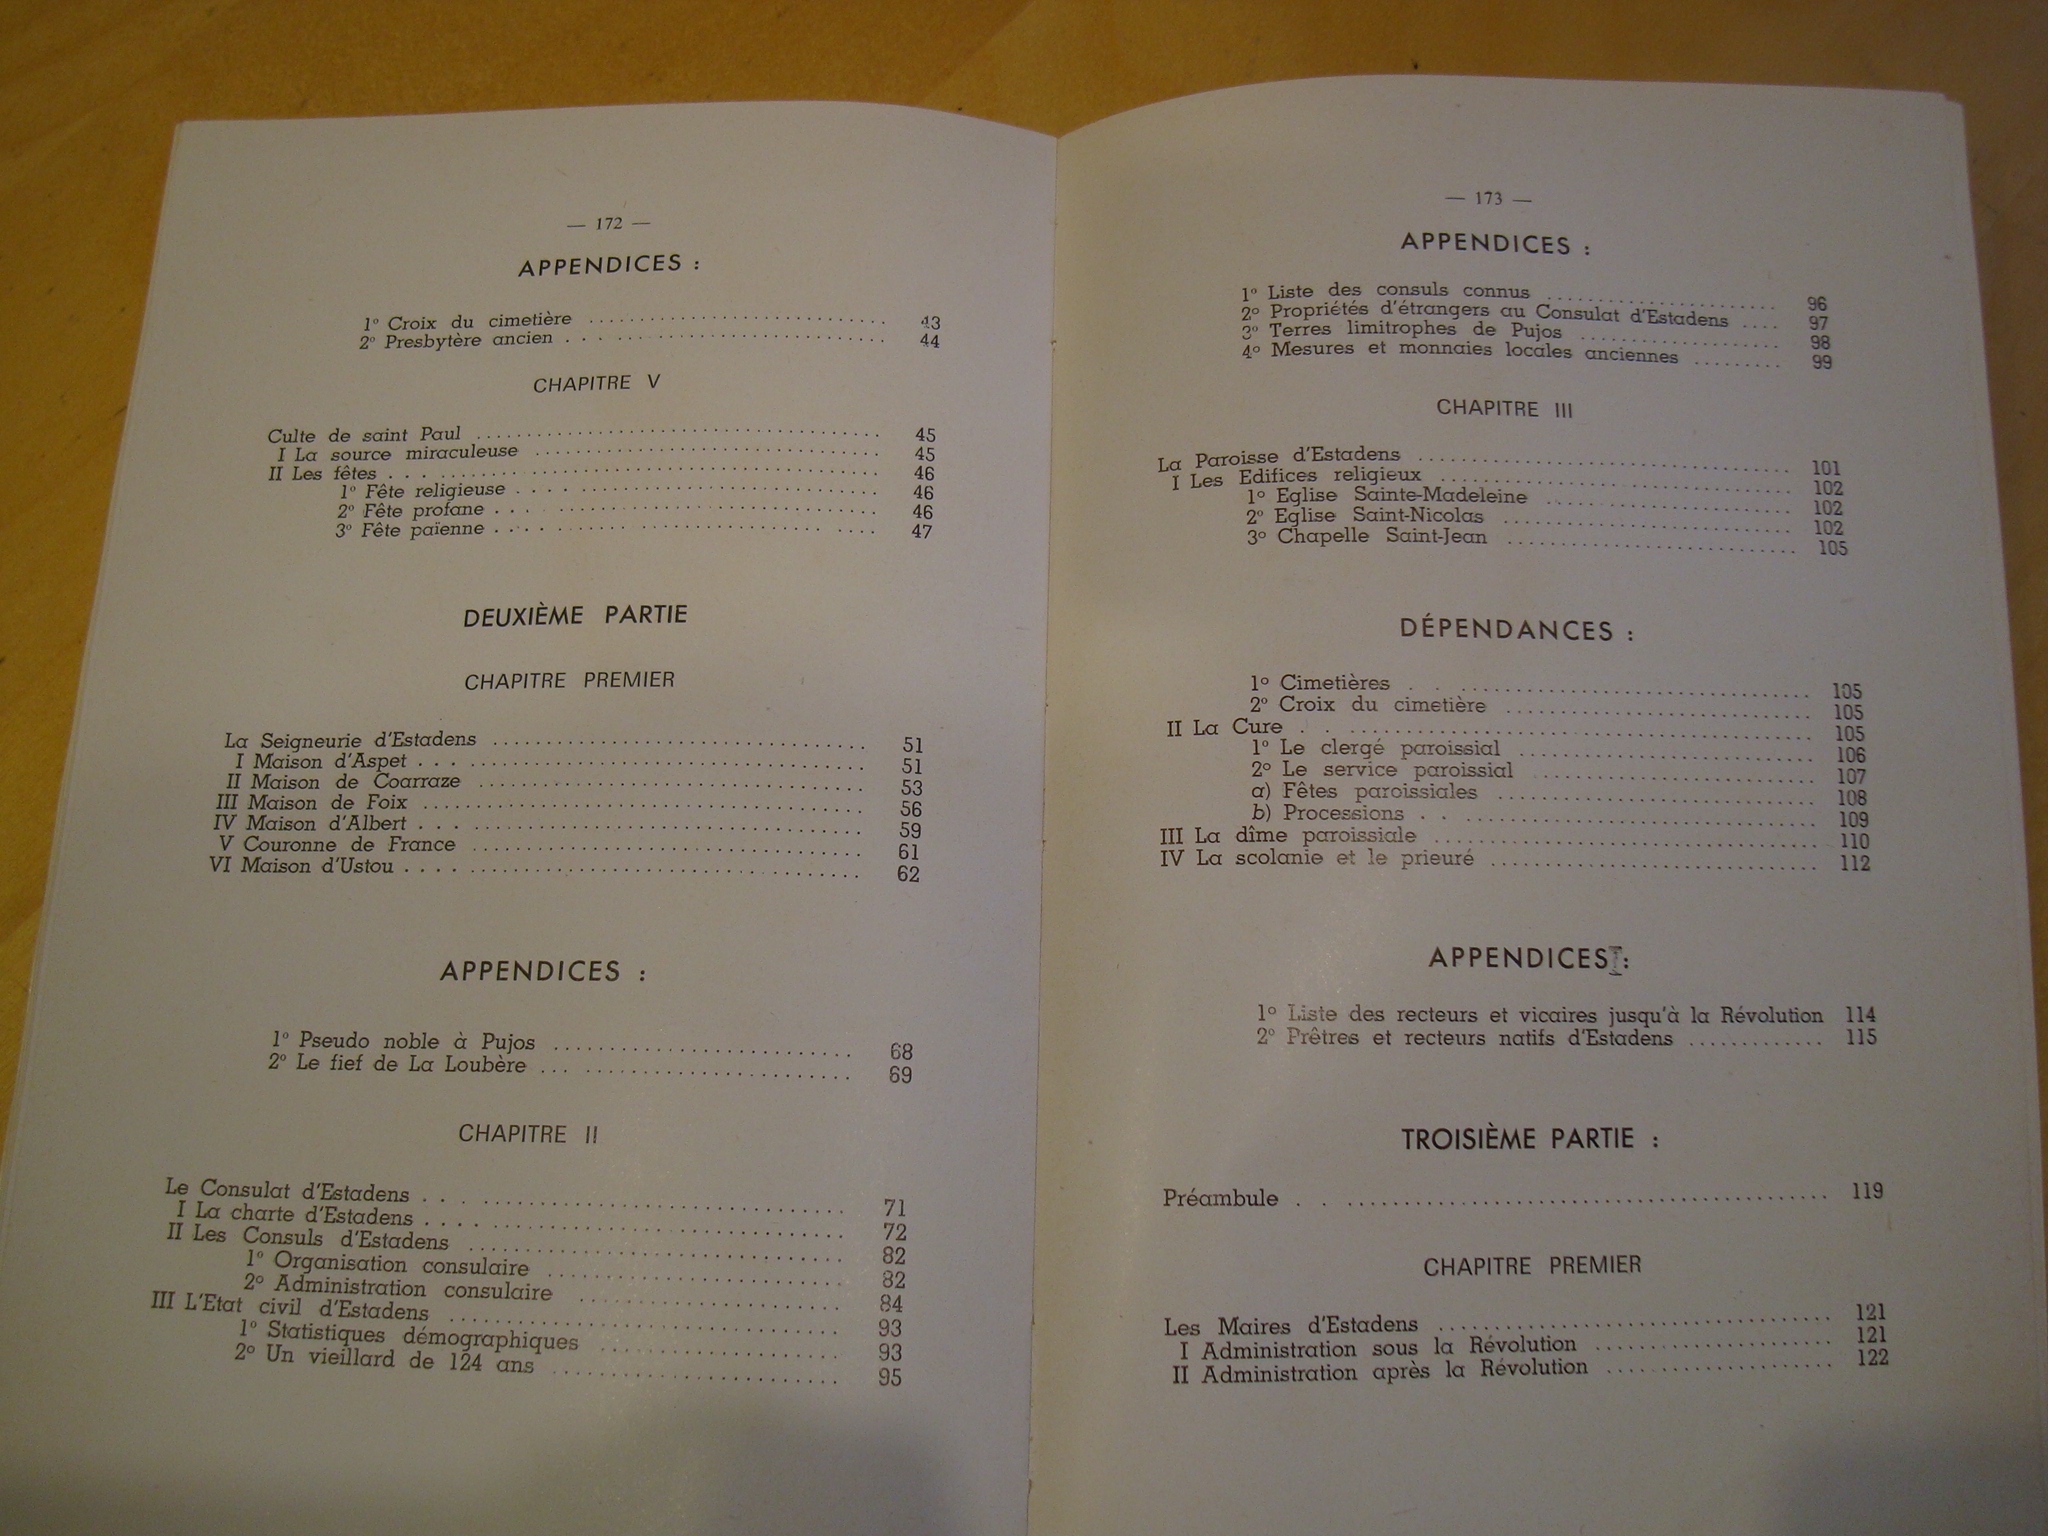 — 172 —
APPENDICES :
1° Croix du cimetière 43
2° Presbytère ancien 44
CHAPITRE V
Culte de saint Paul 45
I La source miraculeuse 45
II Les fêtes 46
1° Fête religieuse 46
2° Fête profane 46
3° Fête païenne 47
DEUXIÈME PARTIE
CHAPITRE PREMIER
La Seigneurie d'Estadens 51
I Maison d'Aspet 51
II Maison de Coarraze 53
III Maison de Foix 56
IV Maison d'Albert 59
V Couronne de France 61
VI Maison d'Ustou 62
APPENDICES :
1° Pseudo noble à Pujos 68
2° Le fief de La Loubère 69
CHAPITRE II
Le Consulat d'Estadens 71
I La charte d'Estadens 72
II Les Consuls d'Estadens 82
1° Organisation consulaire 82
2° Administration consulaire 84
III L'Etat civil d'Estadens 93
1° Statistiques démographiques 93
2° Un vieillard de 124 ans 95
— 173 —
APPENDICES :
1° Liste des consuls connus 96
2° Propriétés d'étrangers au Consulat d'Estadens 97
3° Terres limitrophes de Pujos 98
4° Mesures et monnaies locales anciennes 99
CHAPITRE III
La Paroisse d'Estadens 101
I Les Edifices religieux 102
1° Eglise Sainte-Madeleine 102
2° Eglise Saint-Nicolas 102
3° Chapelle Saint-Jean 105
DÉPENDANCES :
1° Cimetières 105
2° Croix du cimetière 105
II La Cure 105
1° Le clergé paroissial 106
2° Le service paroissial 107
a) Fêtes paroissiales 108
b) Processions 109
III La dîme paroissiale 110
IV La scolanie et le prieuré 112
APPENDICES :
1° Liste des recteurs et vicaires jusqu'à la Révolution 114
2° Prêtres et recteurs natifs d'Estadens 115
TROISIÈME PARTIE :
Préambule 119
CHAPITRE PREMIER
Les Maires d'Estadens 121
I Administration sous la Révolution 121
II Administration après la Révolution 122